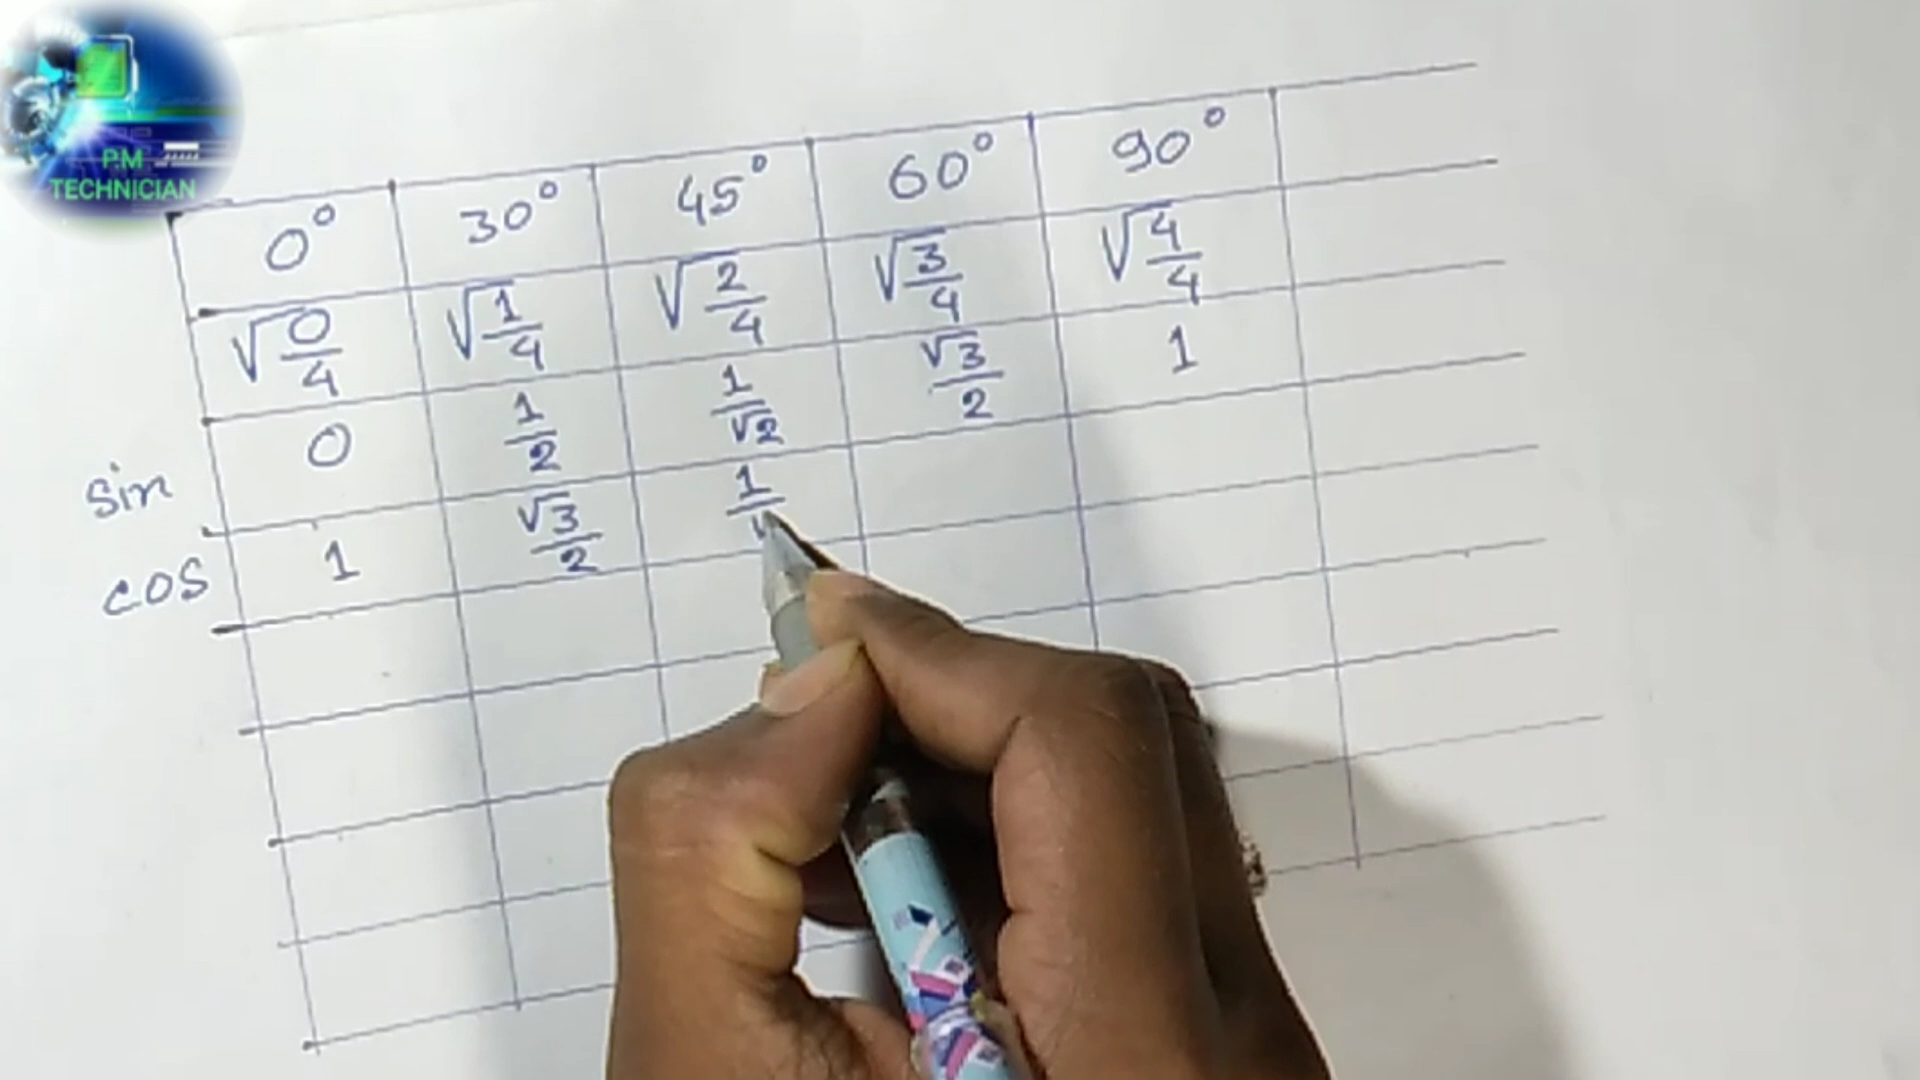 P.M
TECHNICIAN
0° 30° 45° 60° 90°
√0/4 √1/4 √2/4 √3/4 √4/4
sin 0 1/2 1/√2 √3/2 1
cos 1 √3/2 1/√